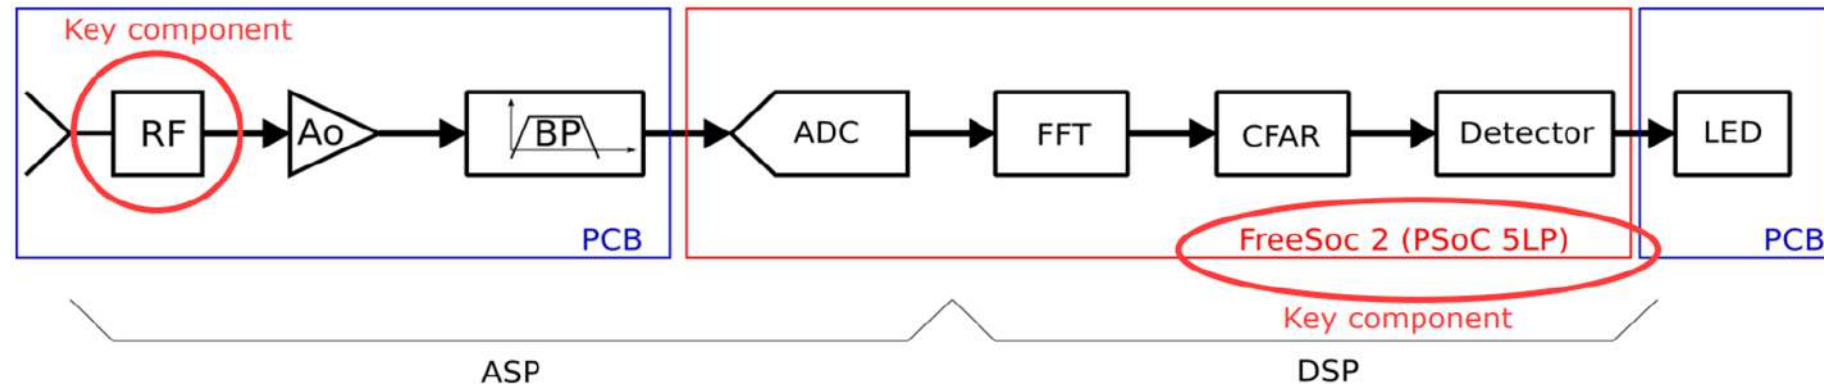 Key component
RF
Ao
BP
ADC
FFT
CFAR
Detector
LED
PCB
FreeSoc 2 (PSoC 5LP)
PCB
Key component
ASP
DSP